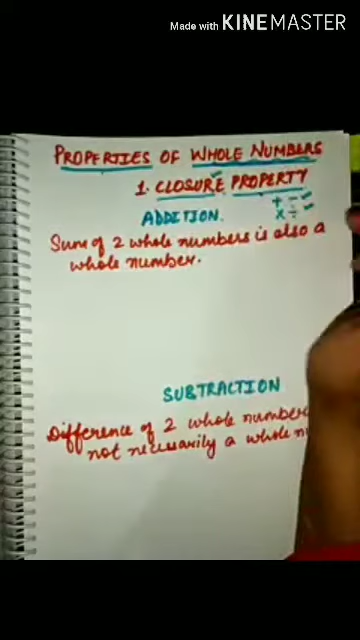 Made with KINEMASTER
PROPERTIES OF WHOLE NUMBERS
1. CLOSURE PROPERTY
+ -
× ÷
ADDITION.
Sum of 2 whole numbers is also a
whole number.
SUBTRACTION
Difference of 2 whole
not necessarily a whole